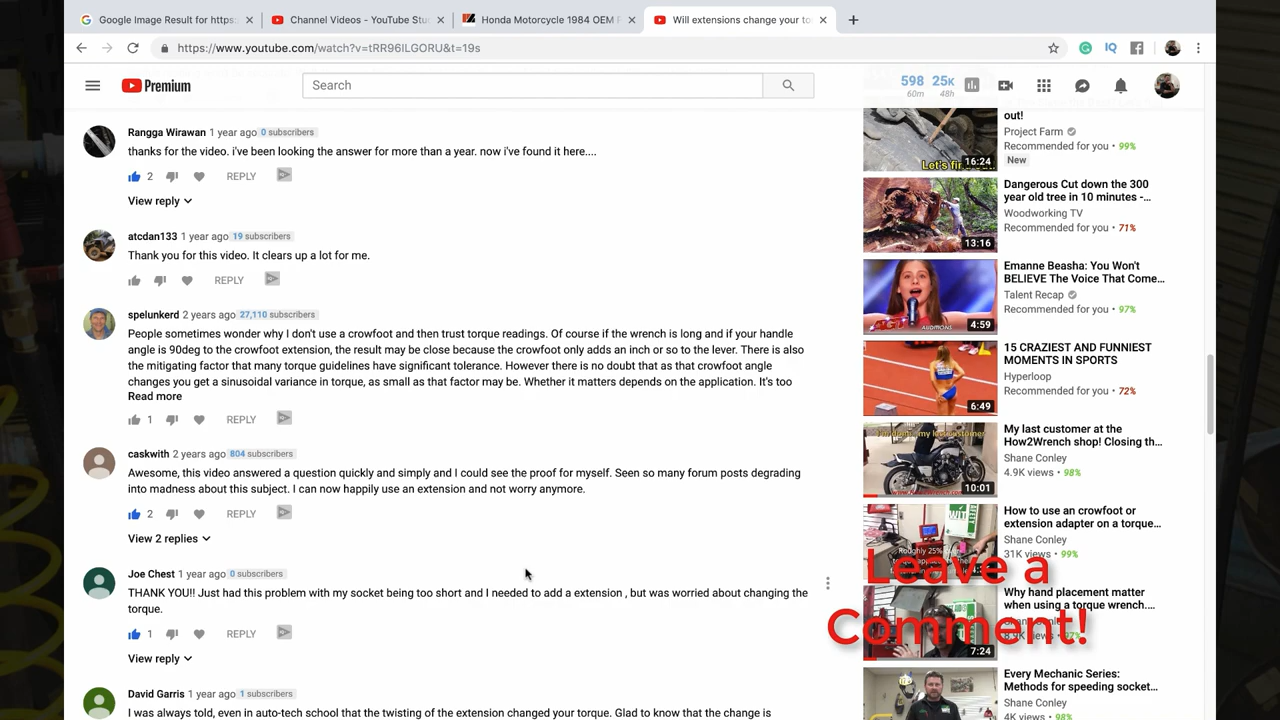 Google Image Result for https:
Channel Videos - YouTube Stu
Honda Motorcycle 1984 OEM P
Will extensions change your to
https://www.youtube.com/watch?v=tRR96ILGORU&t=19s
IQ
Premium
Search
598 25K
60m 48h
Rangga Wirawan 1 year ago 0 subscribers
thanks for the video. i've been looking the answer for more than a year. now i've found it here....
2 REPLY
View reply
atcdan133 1 year ago 19 subscribers
Thank you for this video. It clears up a lot for me.
REPLY
spelunkerd 2 years ago 27,110 subscribers
People sometimes wonder why I don't use a crowfoot and then trust torque readings. Of course if the wrench is long and if your handle
angle is 90deg to the crowfoot extension, the result may be close because the crowfoot only adds an inch or so to the lever. There is also
the mitigating factor that many torque guidelines have significant tolerance. However there is no doubt that as that crowfoot angle
changes you get a sinusoidal variance in torque, as small as that factor may be. Whether it matters depends on the application. It's too
Read more
1 REPLY
caskwith 2 years ago 804 subscribers
Awesome, this video answered a question quickly and simply and I could see the proof for myself. Seen so many forum posts degrading
into madness about this subject. I can now happily use an extension and not worry anymore.
2 REPLY
View 2 replies
Joe Chest 1 year ago 0 subscribers
THANK YOU!! Just had this problem with my socket being too short and I needed to add a extension , but was worried about changing the
torque.
1 REPLY
View reply
David Garris 1 year ago 1 subscribers
I was always told, even in auto-tech school that the twisting of the extension changed your torque. Glad to know that the change is
out!
Project Farm
Recommended for you • 99%
New
Let's find
16:24
Dangerous Cut down the 300
year old tree in 10 minutes -...
Woodworking TV
Recommended for you • 71%
13:16
Emanne Beasha: You Won't
BELIEVE The Voice That Come...
Talent Recap
Recommended for you • 97%
AUDITIONS
4:59
15 CRAZIEST AND FUNNIEST
MOMENTS IN SPORTS
Hyperloop
Recommended for you • 72%
6:49
My last customer at the
How2Wrench shop! Closing th...
Shane Conley
4.9K views • 98%
10:01
How to use an crowfoot or
extension adapter on a torque...
Shane Conley
31K views • 99%
Roughly 25%
Leave a
Comment!
Why hand placement matter
when using a torque wrench....
7:24
Every Mechanic Series:
Methods for speeding socket...
Shane Conley
4K views • 98%